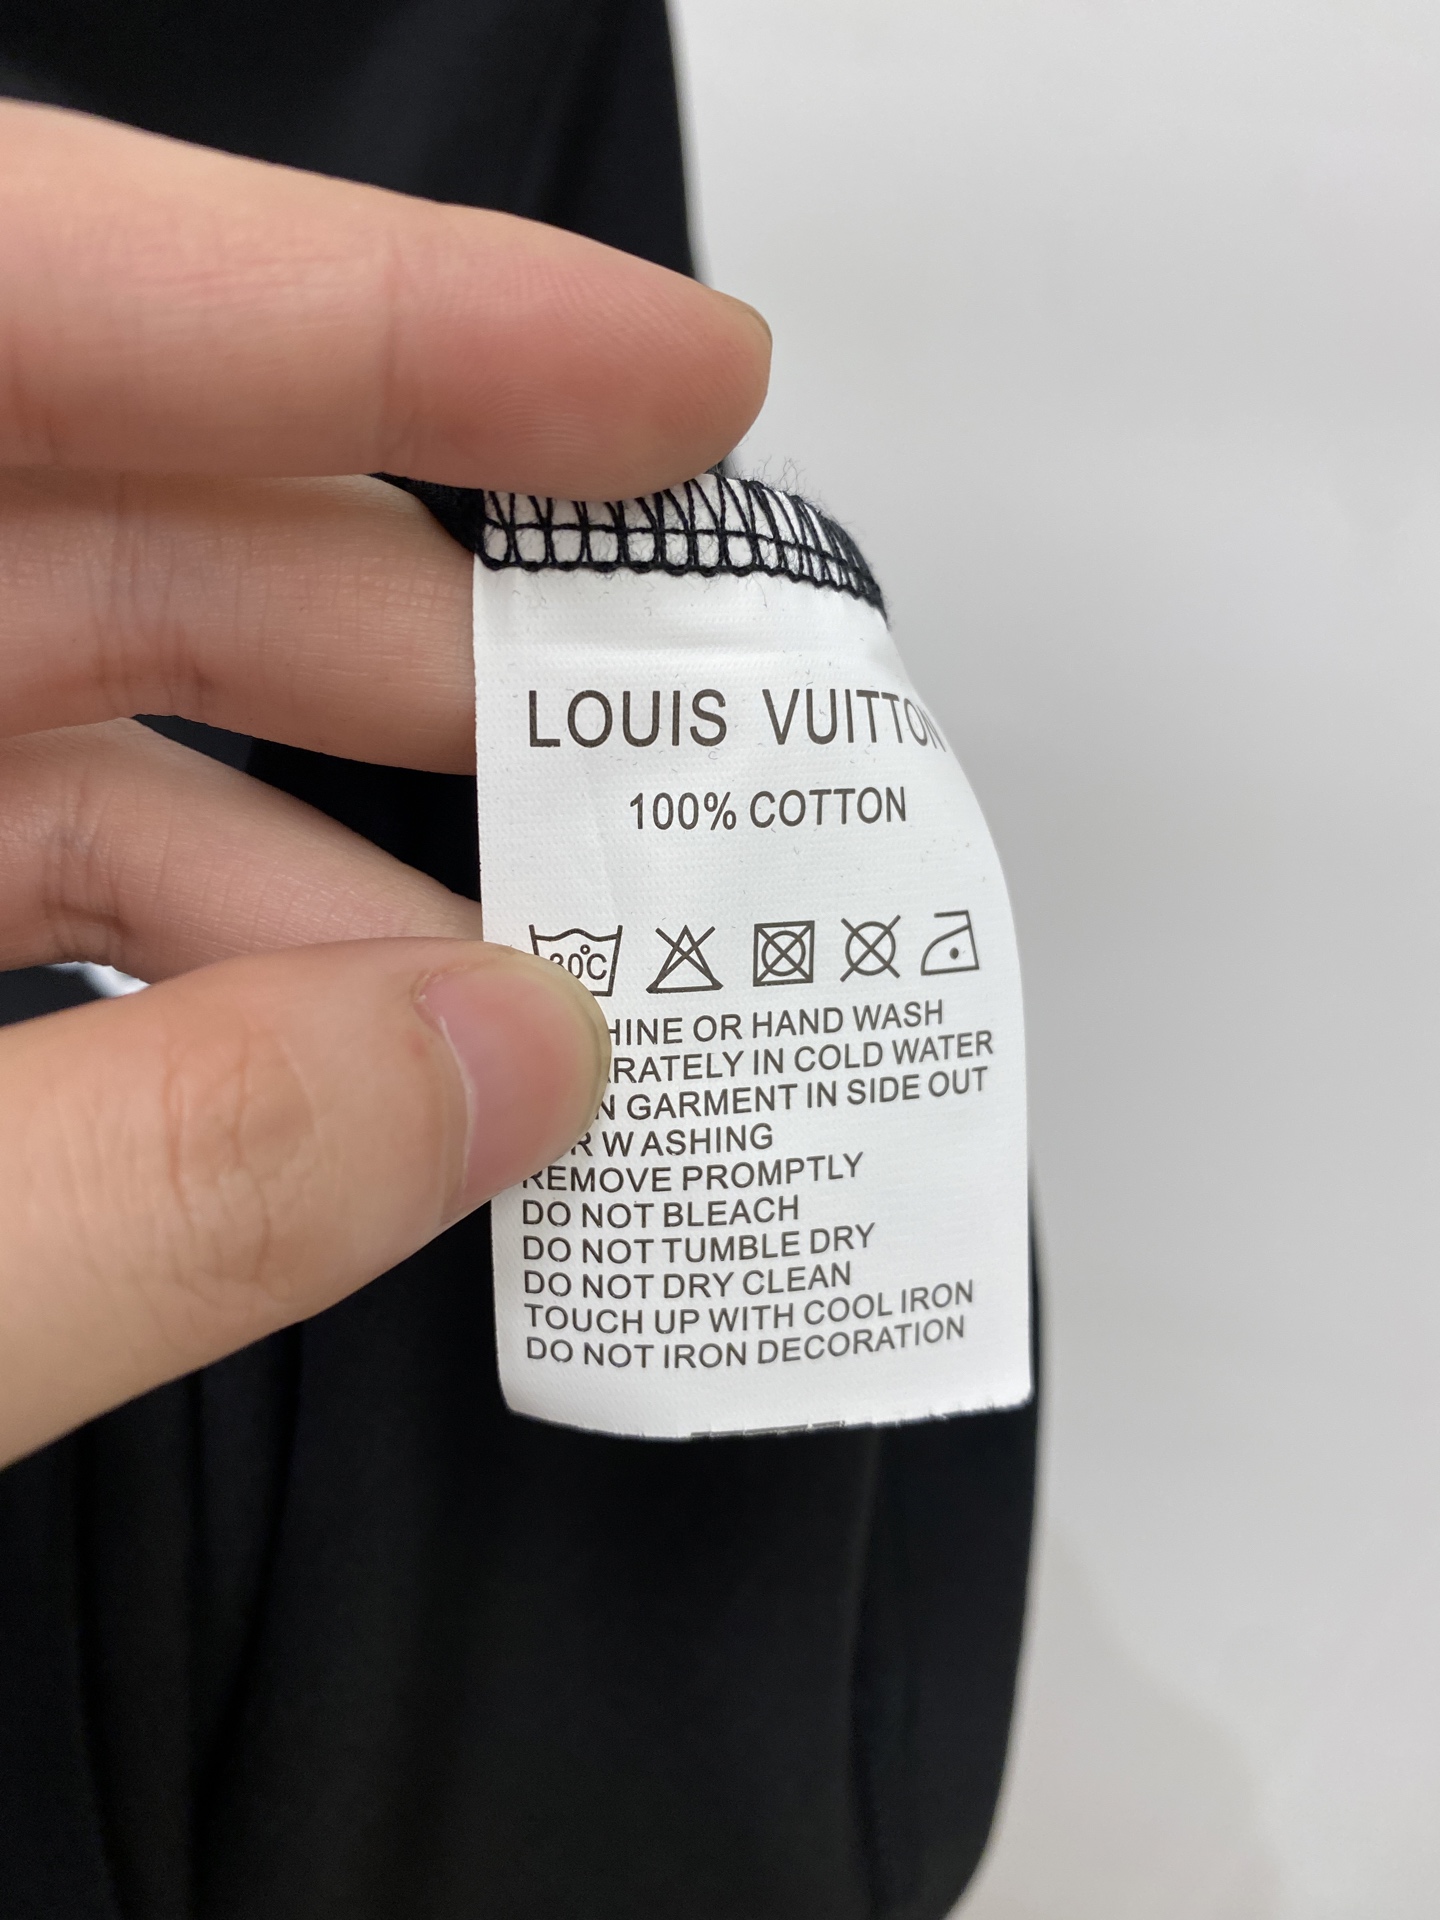 LOUIS VUITTON
100% COTTON
30°C
HINE OR HAND WASH
RATELY IN COLD WATER
N GARMENT IN SIDE OUT
R W ASHING
REMOVE PROMPTLY
DO NOT BLEACH
DO NOT TUMBLE DRY
DO NOT DRY CLEAN
TOUCH UP WITH COOL IRON
DO NOT IRON DECORATION